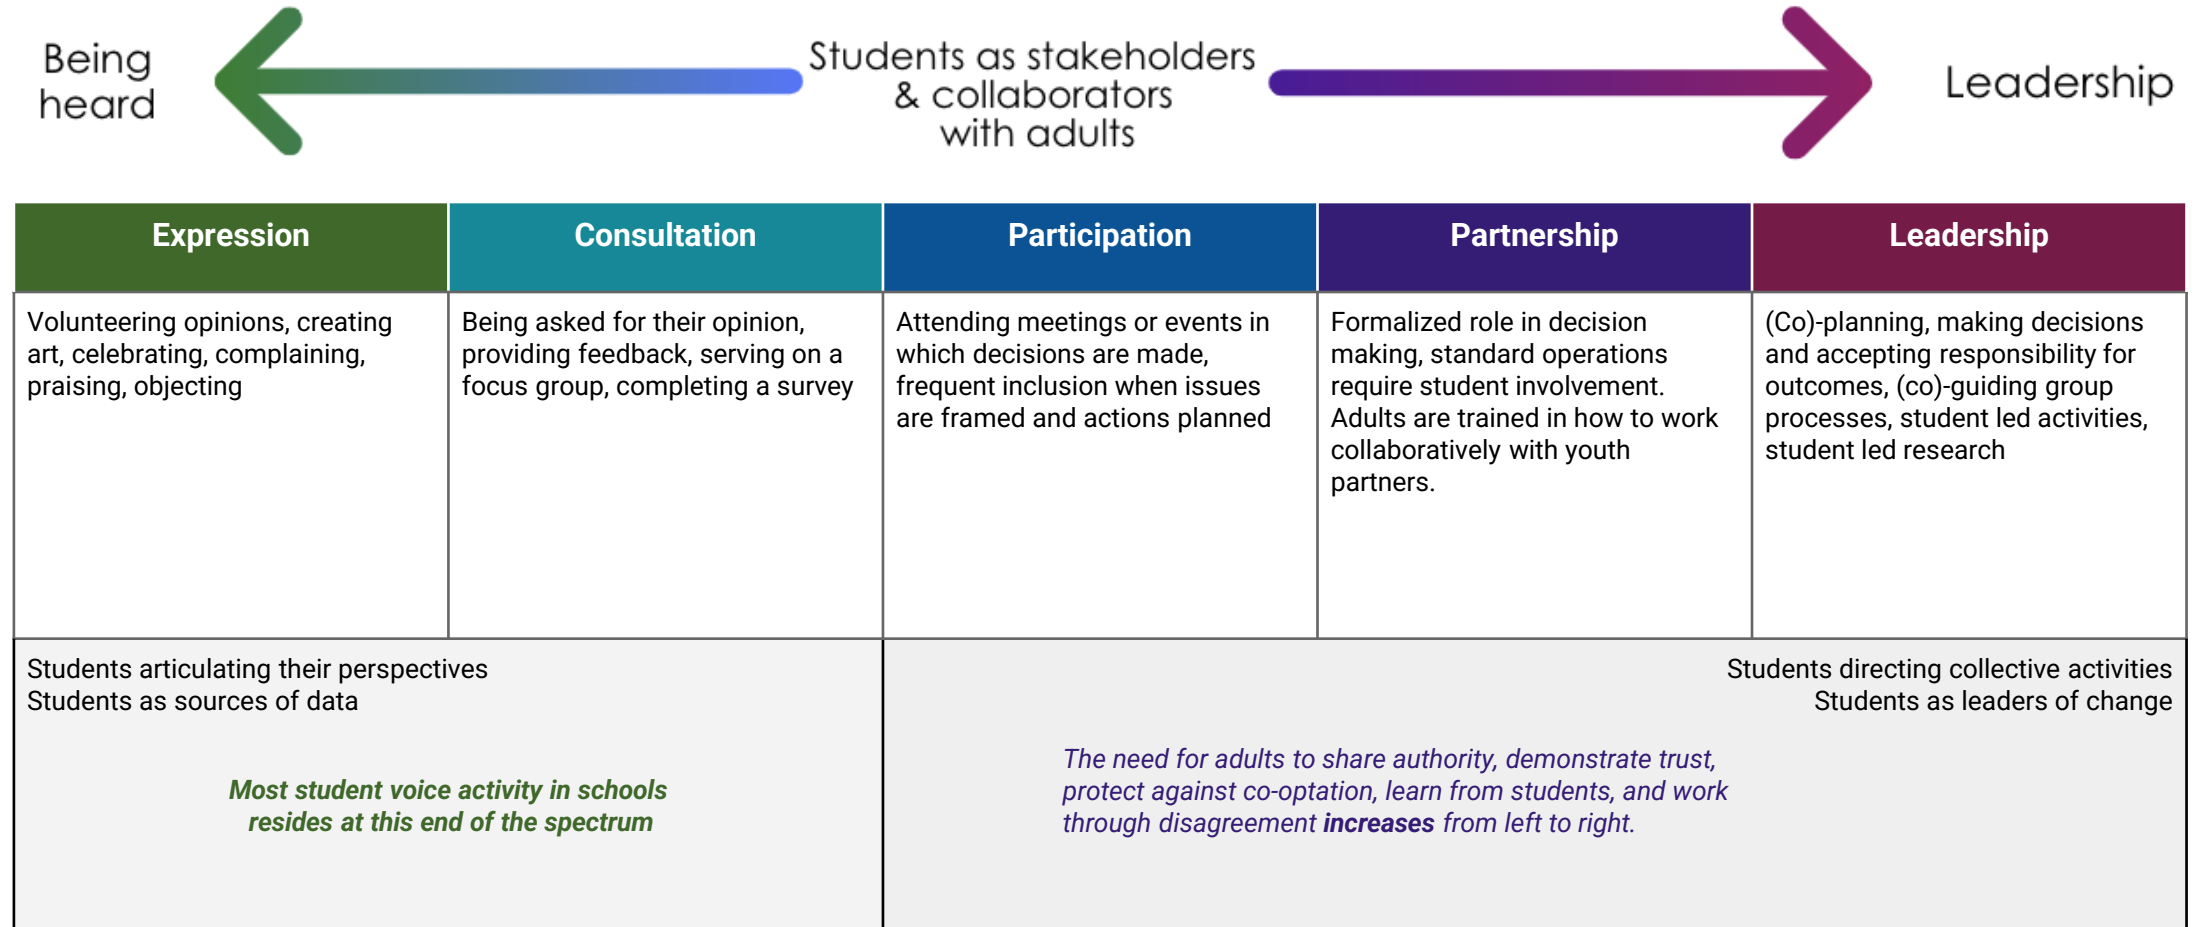 Being
heard
Students as stakeholders
& collaborators
with adults
Leadership
Expression
Consultation
Participation
Partnership
Leadership
Volunteering opinions, creating
art, celebrating, complaining,
praising, objecting
Being asked for their opinion,
providing feedback, serving on a
focus group, completing a survey
Attending meetings or events in
which decisions are made,
frequent inclusion when issues
are framed and actions planned
Formalized role in decision
making, standard operations
require student involvement.
Adults are trained in how to work
collaboratively with youth
partners.
(Co)-planning, making decisions
and accepting responsibility for
outcomes, (co)-guiding group
processes, student led activities,
student led research
Students articulating their perspectives
Students as sources of data
Most student voice activity in schools
resides at this end of the spectrum
Students directing collective activities
Students as leaders of change
The need for adults to share authority, demonstrate trust,
protect against co-optation, learn from students, and work
through disagreement increases from left to right.